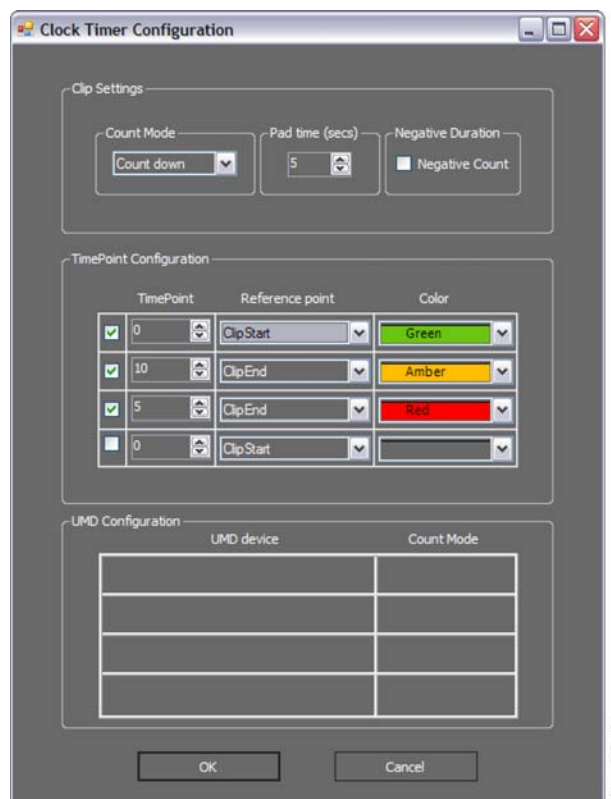 Clock Timer Configuration
Clip Settings
Count Mode Pad time (secs) Negative Duration
Count down 5 Negative Count
TimePoint Configuration
TimePoint Reference point Color
0 ClipStart Green
10 ClipEnd Amber
5 ClipEnd Red
0 ClipStart
UMD Configuration
UMD device Count Mode
OK Cancel